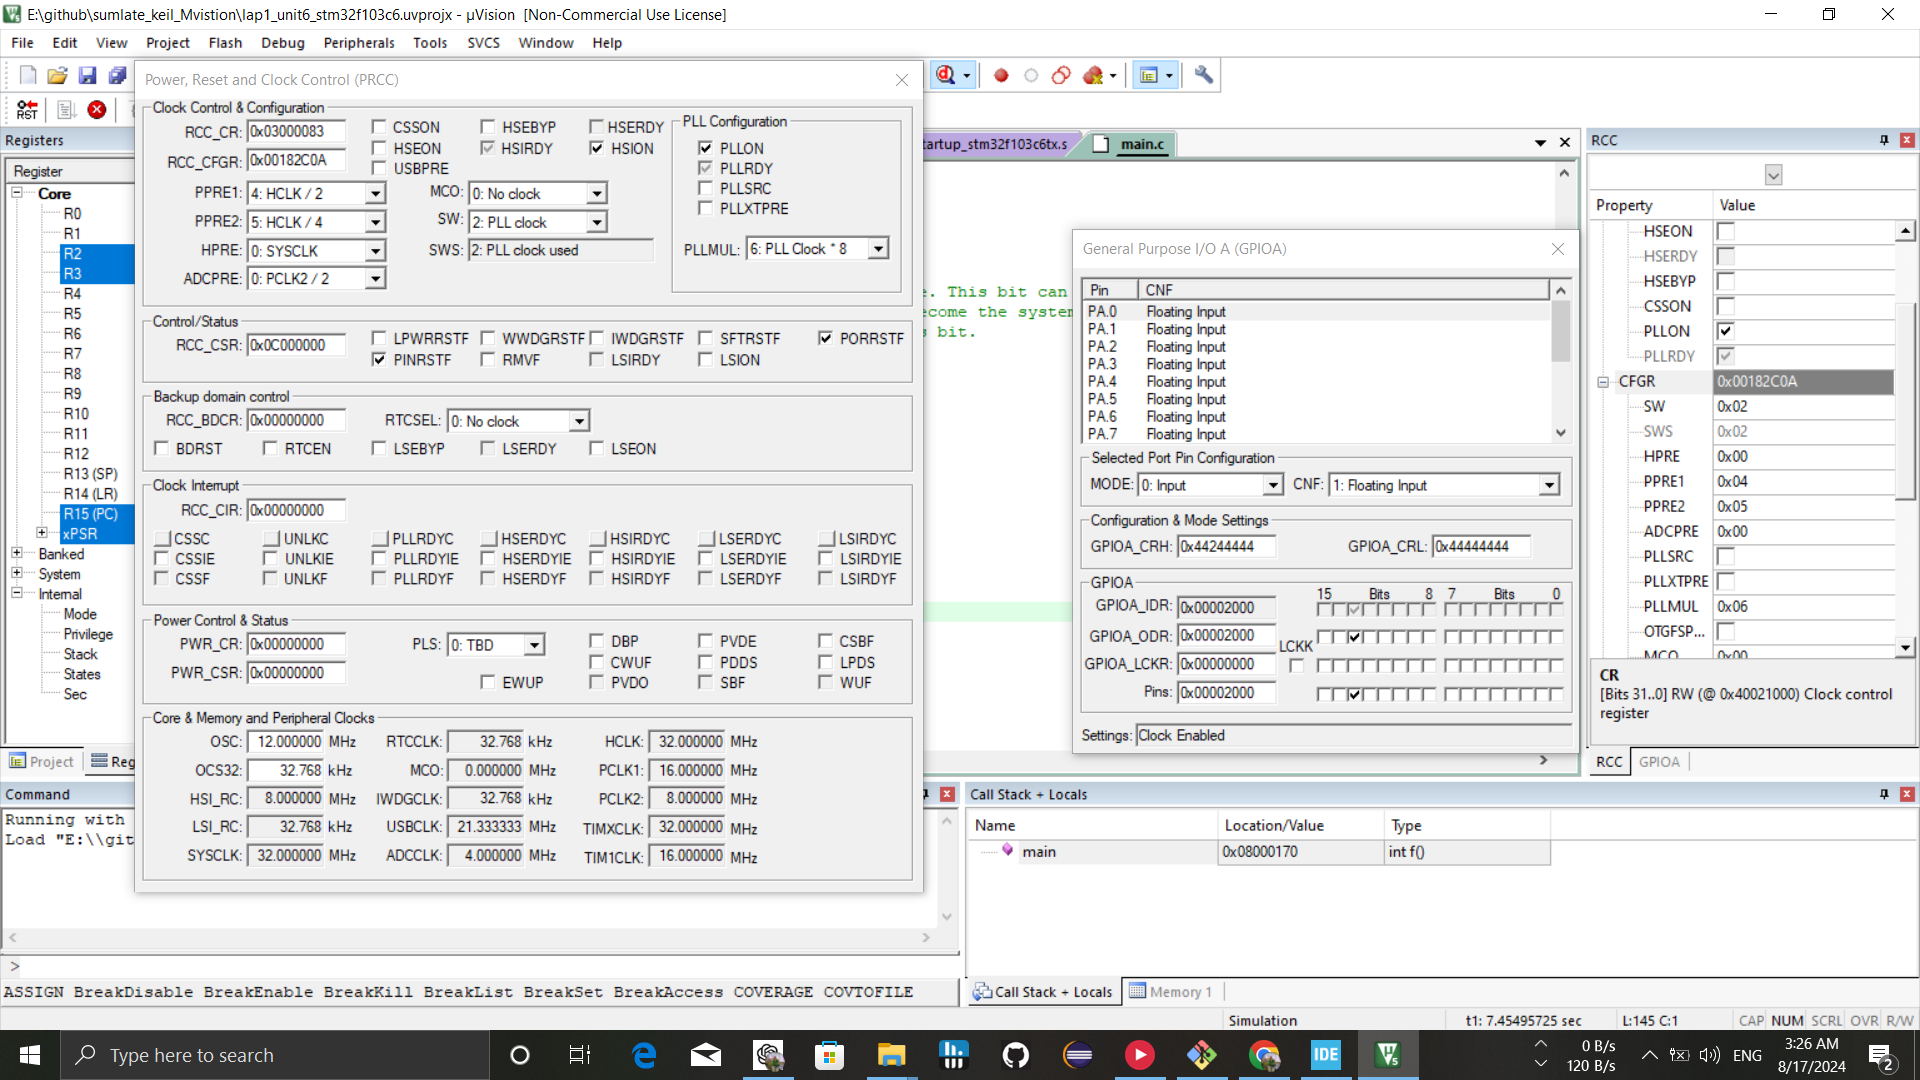 E:\github\sumlate_keil_Mvistion\lap1_unit6_stm32f103c6.uvprojx - µVision [Non-Commercial Use License]
File Edit View Project Flash Debug Peripherals Tools SVCS Window Help
RST
Registers
Register
Core
R0
R1
R2
R3
R4
R5
R6
R7
R8
R9
R10
R11
R12
R13 (SP)
R14 (LR)
R15 (PC)
xPSR
Banked
System
Internal
Mode
Privilege
Stack
States
Sec
Project Reg
Power, Reset and Clock Control (PRCC)
Clock Control & Configuration
RCC_CR: 0x03000083 CSSON HSEBYP HSERDY
HSEON HSIRDY HSION
RCC_CFGR: 0x00182C0A
USBPRE
PPRE1: 4: HCLK / 2 MCO: 0: No clock
PPRE2: 5: HCLK / 4 SW: 2: PLL clock
HPRE: 0: SYSCLK SWS: 2: PLL clock used
ADCPRE: 0: PCLK2 / 2
PLL Configuration
PLLON
PLLRDY
PLLSRC
PLLXTPRE
PLLMUL: 6: PLL Clock * 8
Control/Status
RCC_CSR: 0x0C000000
LPWRRSTF WWDGRSTF IWDGRSTF SFTRSTF PORRSTF
PINRSTF RMVF LSIRDY LSION
Backup domain control
RCC_BDCR: 0x00000000 RTCSEL: 0: No clock
BDRST RTCEN LSEBYP LSERDY LSEON
Clock Interrupt
RCC_CIR: 0x00000000
CSSC UNLKC PLLRDYC HSERDYC HSIRDYC LSERDYC LSIRDYC
CSSIE UNLKIE PLLRDYIE HSERDYIE HSIRDYIE LSERDYIE LSIRDYIE
CSSF UNLKF PLLRDYF HSERDYF HSIRDYF LSERDYF LSIRDYF
Power Control & Status
PWR_CR: 0x00000000 PLS: 0: TBD DBP PVDE CSBF
CWUF PDDS LPDS
PWR_CSR: 0x00000000 EWUP PVDO SBF WUF
Core & Memory and Peripheral Clocks
OSC: 12.000000 MHz RTCCLK: 32.768 kHz HCLK: 32.000000 MHz
OCS32: 32.768 kHz MCO: 0.000000 MHz PCLK1: 16.000000 MHz
HSI_RC: 8.000000 MHz IWDGCLK: 32.768 kHz PCLK2: 8.000000 MHz
LSI_RC: 32.768 kHz USBCLK: 21.333333 MHz TIMXCLK: 32.000000 MHz
SYSCLK: 32.000000 MHz ADCCLK: 4.000000 MHz TIM1CLK: 16.000000 MHz
tartup_stm32f103c6tx.s main.c
e. This bit can
ecome the system
s bit.
General Purpose I/O A (GPIOA)
Pin CNF
PA.0 Floating Input
PA.1 Floating Input
PA.2 Floating Input
PA.3 Floating Input
PA.4 Floating Input
PA.5 Floating Input
PA.6 Floating Input
PA.7 Floating Input
Selected Port Pin Configuration
MODE: 0: Input CNF: 1: Floating Input
Configuration & Mode Settings
GPIOA_CRH: 0x44244444 GPIOA_CRL: 0x44444444
GPIOA
15 Bits 8 7 Bits 0
GPIOA_IDR: 0x00002000
GPIOA_ODR: 0x00002000
LCKK
GPIOA_LCKR: 0x00000000
Pins: 0x00002000
Settings: Clock Enabled
RCC
Property Value
HSEON
HSERDY
HSEBYP
CSSON
PLLON
PLLRDY
CFGR 0x00182C0A
SW 0x02
SWS 0x02
HPRE 0x00
PPRE1 0x04
PPRE2 0x05
ADCPRE 0x00
PLLSRC
PLLXTPRE
PLLMUL 0x06
OTGFSP...
MCO 0x00
CR
[Bits 31..0] RW (@ 0x40021000) Clock control
register
RCC GPIOA
Command
Running with
Load "E:\\git
>
ASSIGN BreakDisable BreakEnable BreakKill BreakList BreakSet BreakAccess COVERAGE COVTOFILE
Call Stack + Locals
Name Location/Value Type
main 0x08000170 int f()
Call Stack + Locals Memory 1
Simulation t1: 7.45495725 sec L:145 C:1 CAP NUM SCRL OVR R/W
Type here to search
IDE
0 B/s
120 B/s
ENG
3:26 AM
8/17/2024
2